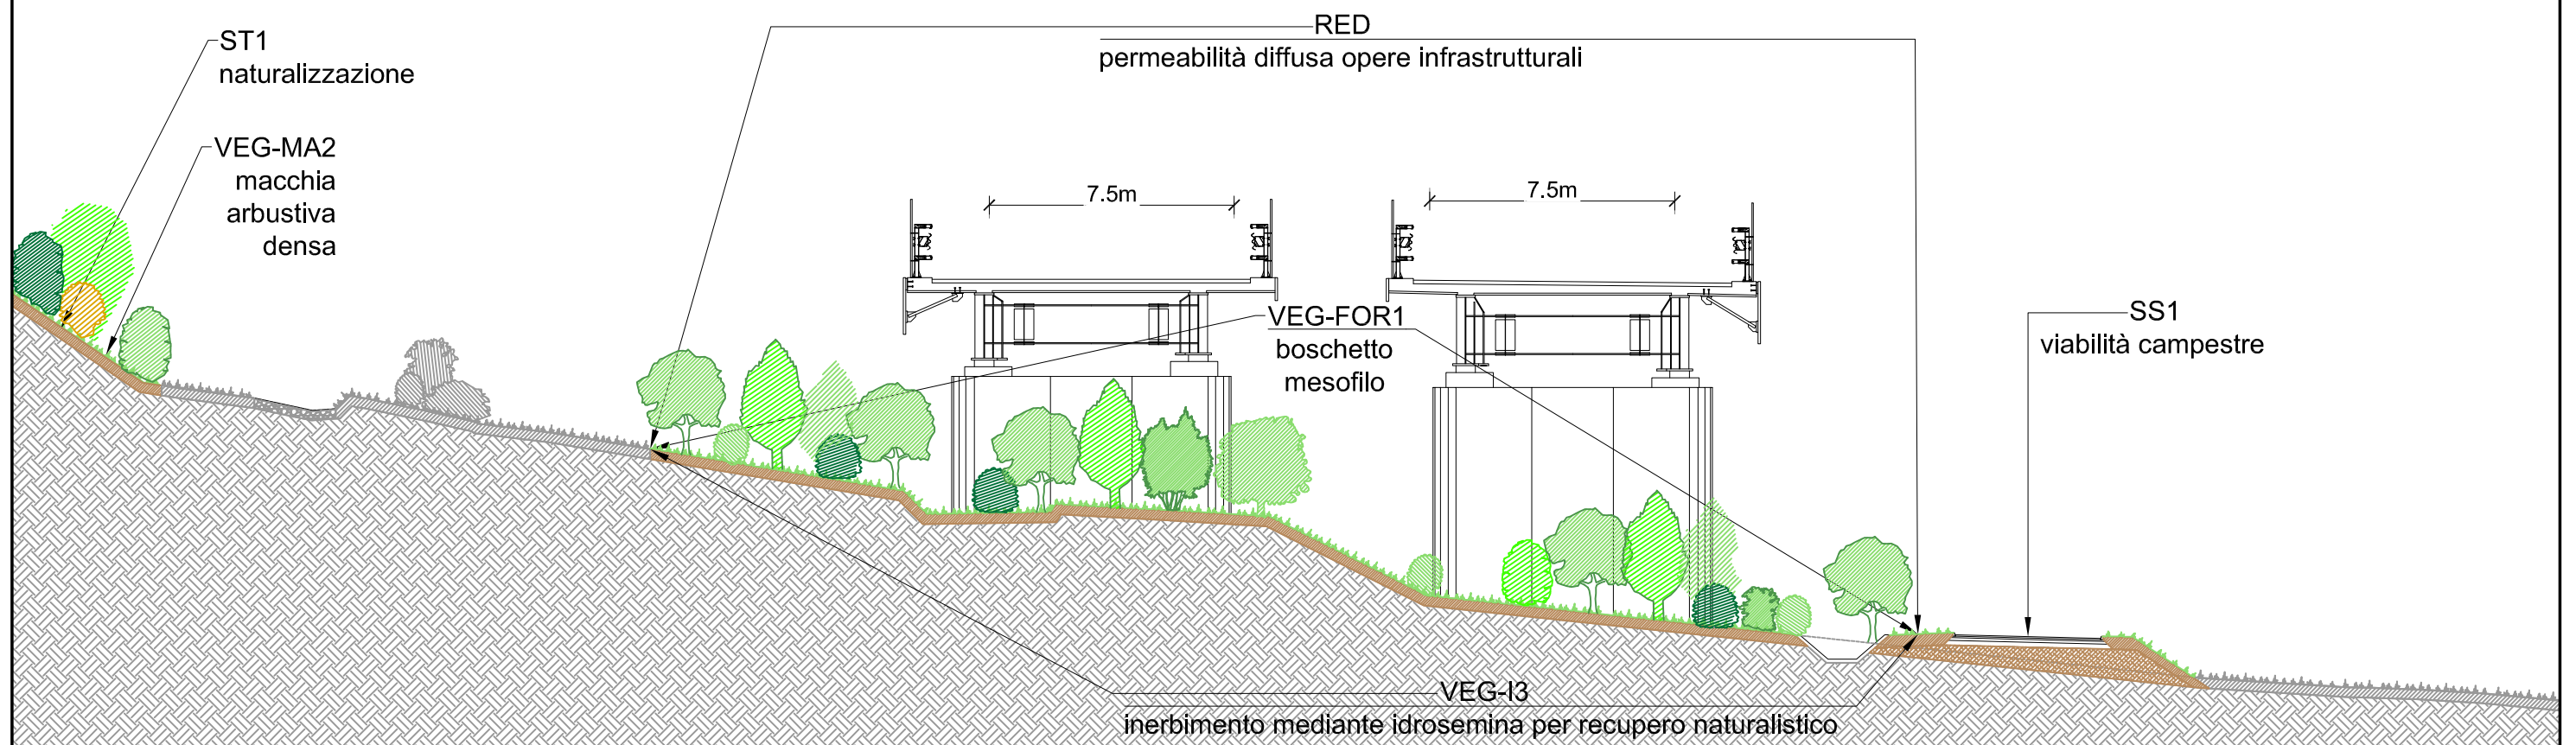 RED
permeabilità diffusa opere infrastrutturali
ST1
naturalizzazione
VEG-MA2
macchia
arbustiva
densa
7.5m
7.5m
VEG-FOR1
boschetto
mesofilo
SS1
viabilità campestre
VEG-I3
inerbimento mediante idrosemina per recupero naturalistico